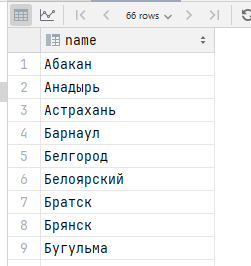 66 rows
name
1 Абакан
2 Анадырь
3 Астрахань
4 Барнаул
5 Белгород
6 Белоярский
7 Братск
8 Брянск
9 Бугульма